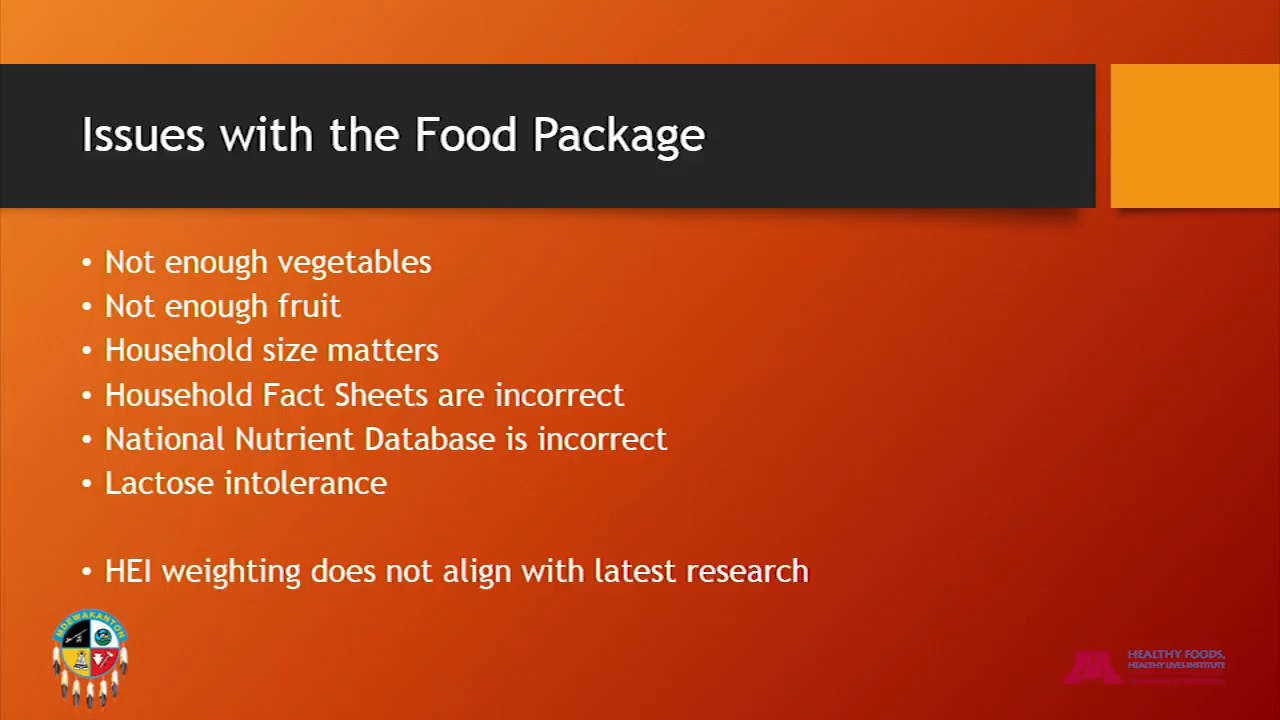 Issues with the Food Package
• Not enough vegetables
• Not enough fruit
• Household size matters
• Household Fact Sheets are incorrect
• National Nutrient Database is incorrect
• Lactose intolerance
• HEI weighting does not align with latest research
MDEWAKANTON
HEALTHY FOODS,
HEALTHY LIVES INSTITUTE